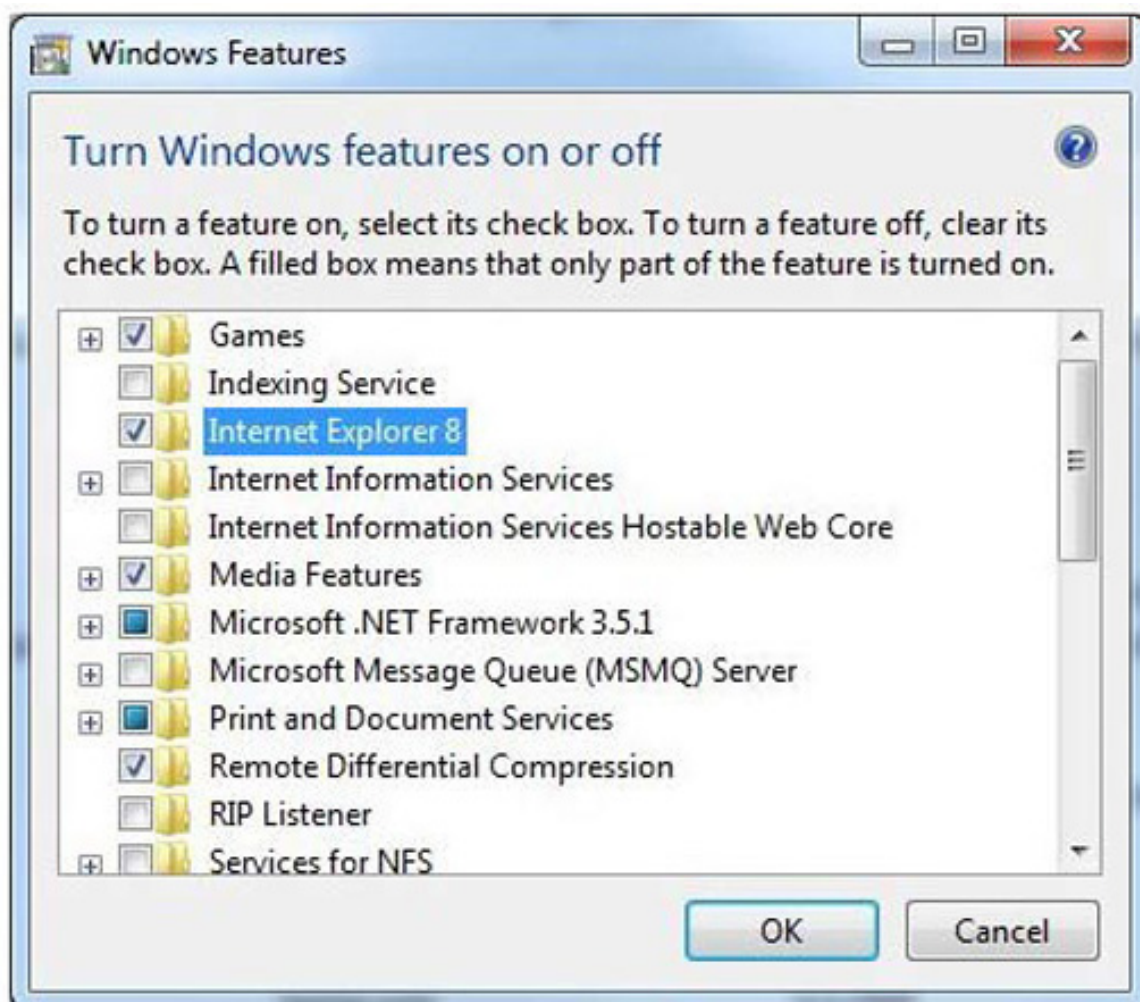 Windows Features
Turn Windows features on or off
To turn a feature on, select its check box. To turn a feature off, clear its
check box. A filled box means that only part of the feature is turned on.
Games
Indexing Service
Internet Explorer 8
Internet Information Services
Internet Information Services Hostable Web Core
Media Features
Microsoft .NET Framework 3.5.1
Microsoft Message Queue (MSMQ) Server
Print and Document Services
Remote Differential Compression
RIP Listener
Services for NFS
OK Cancel